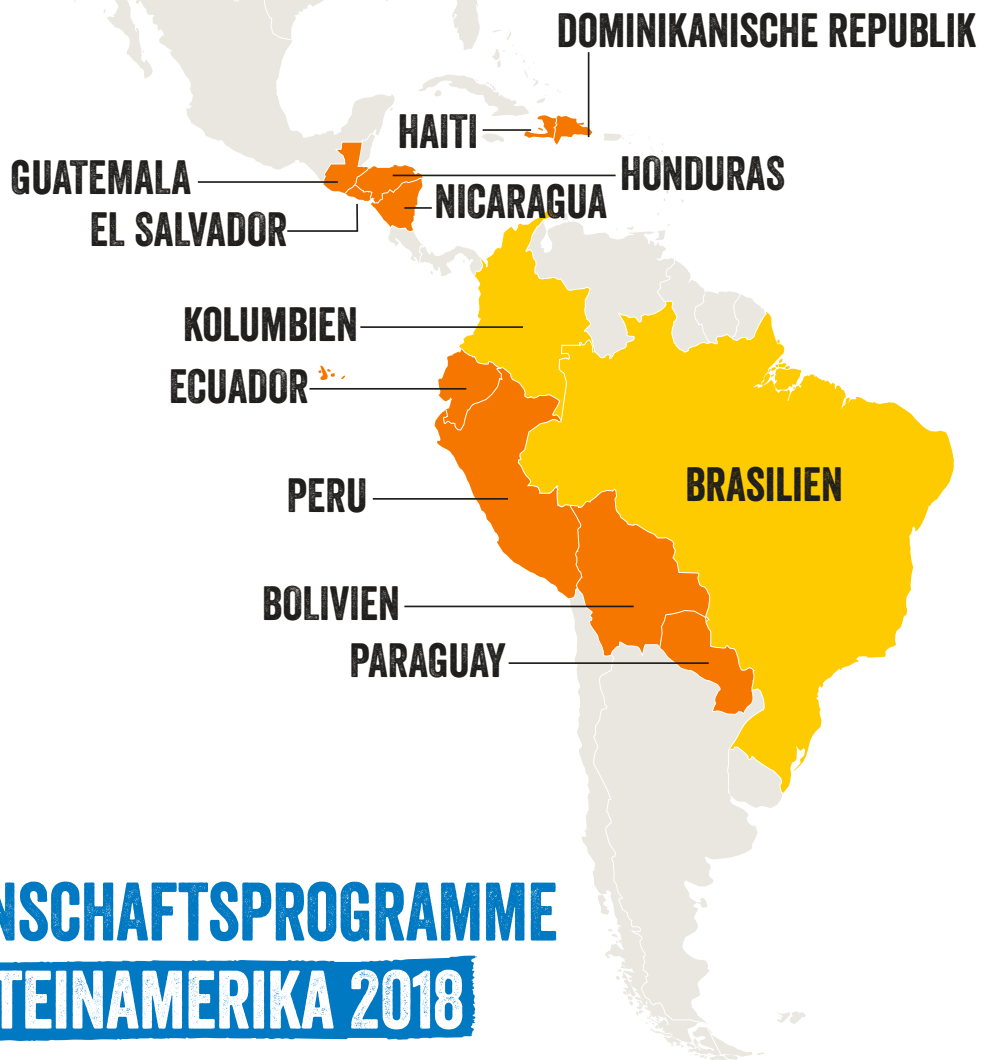 DOMINIKANISCHE REPUBLIK
HAITI
GUATEMALA
HONDURAS
NICARAGUA
EL SALVADOR
KOLUMBIEN
ECUADOR
BRASILIEN
PERU
BOLIVIEN
PARAGUAY
NSCHAFTSPROGRAMME
TEINAMERIKA 2018